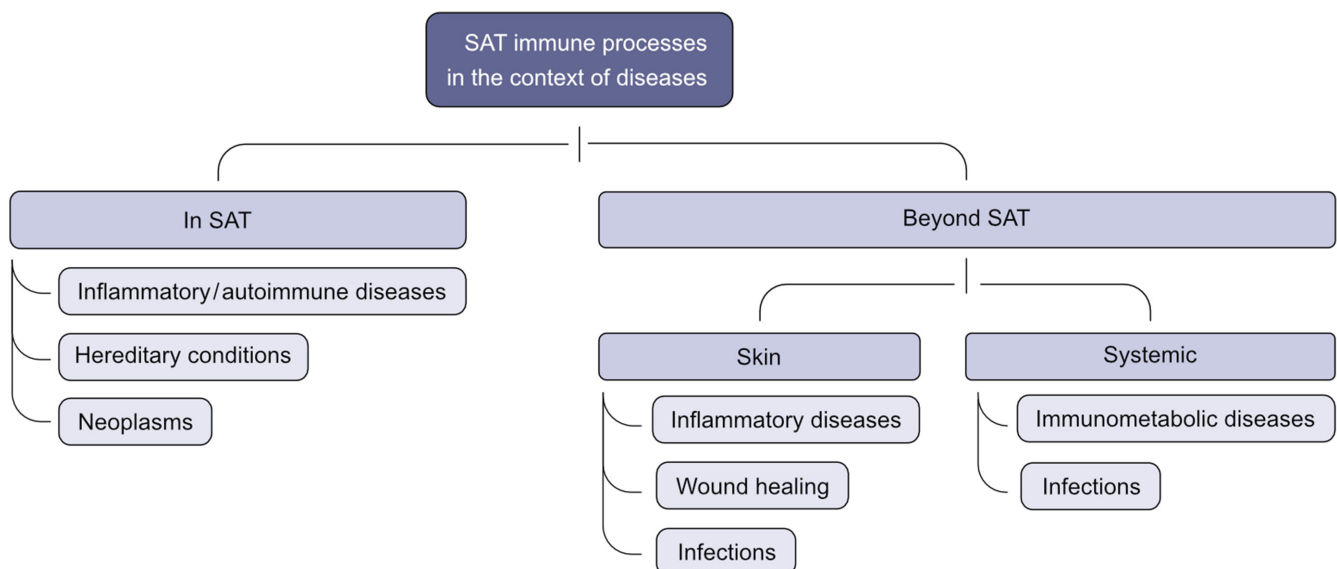 SAT immune processes
in the context of diseases
In SAT
Inflammatory/autoimmune diseases
Hereditary conditions
Neoplasms
Beyond SAT
Skin
Inflammatory diseases
Wound healing
Infections
Systemic
Immunometabolic diseases
Infections